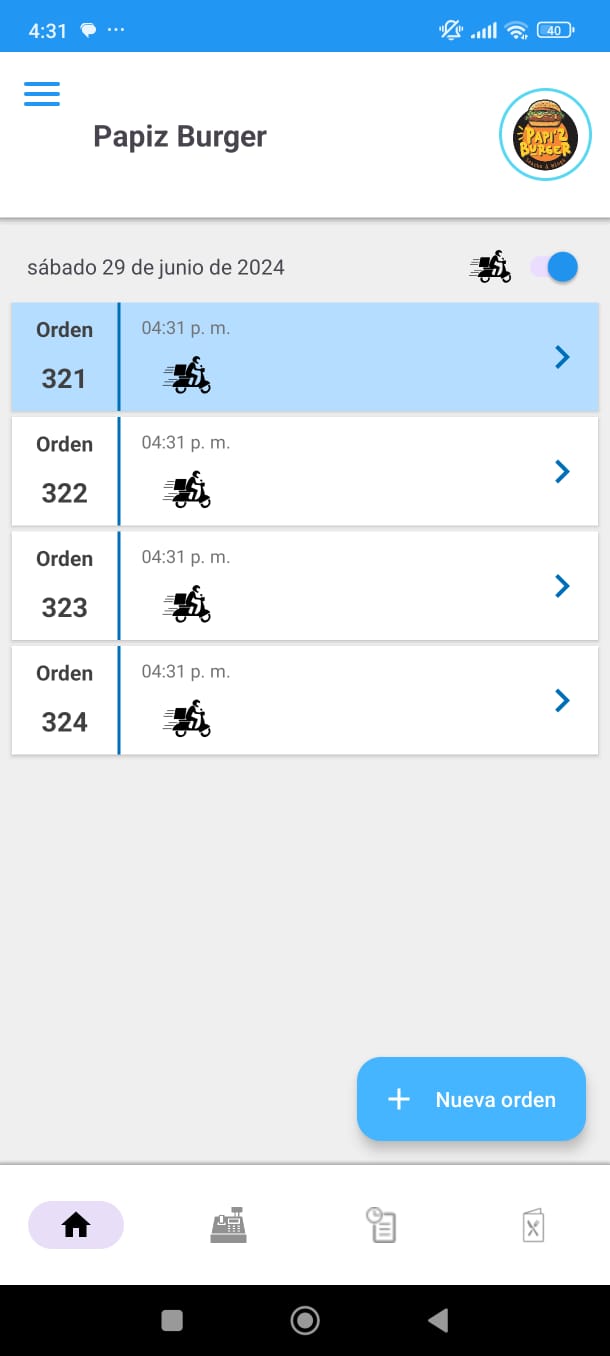 4:31
40
Papiz Burger
PAPI'Z
BURGER
sábado 29 de junio de 2024
Orden
04:31 p. m.
321
Orden
04:31 p. m.
322
Orden
04:31 p. m.
323
Orden
04:31 p. m.
324
+ Nueva orden